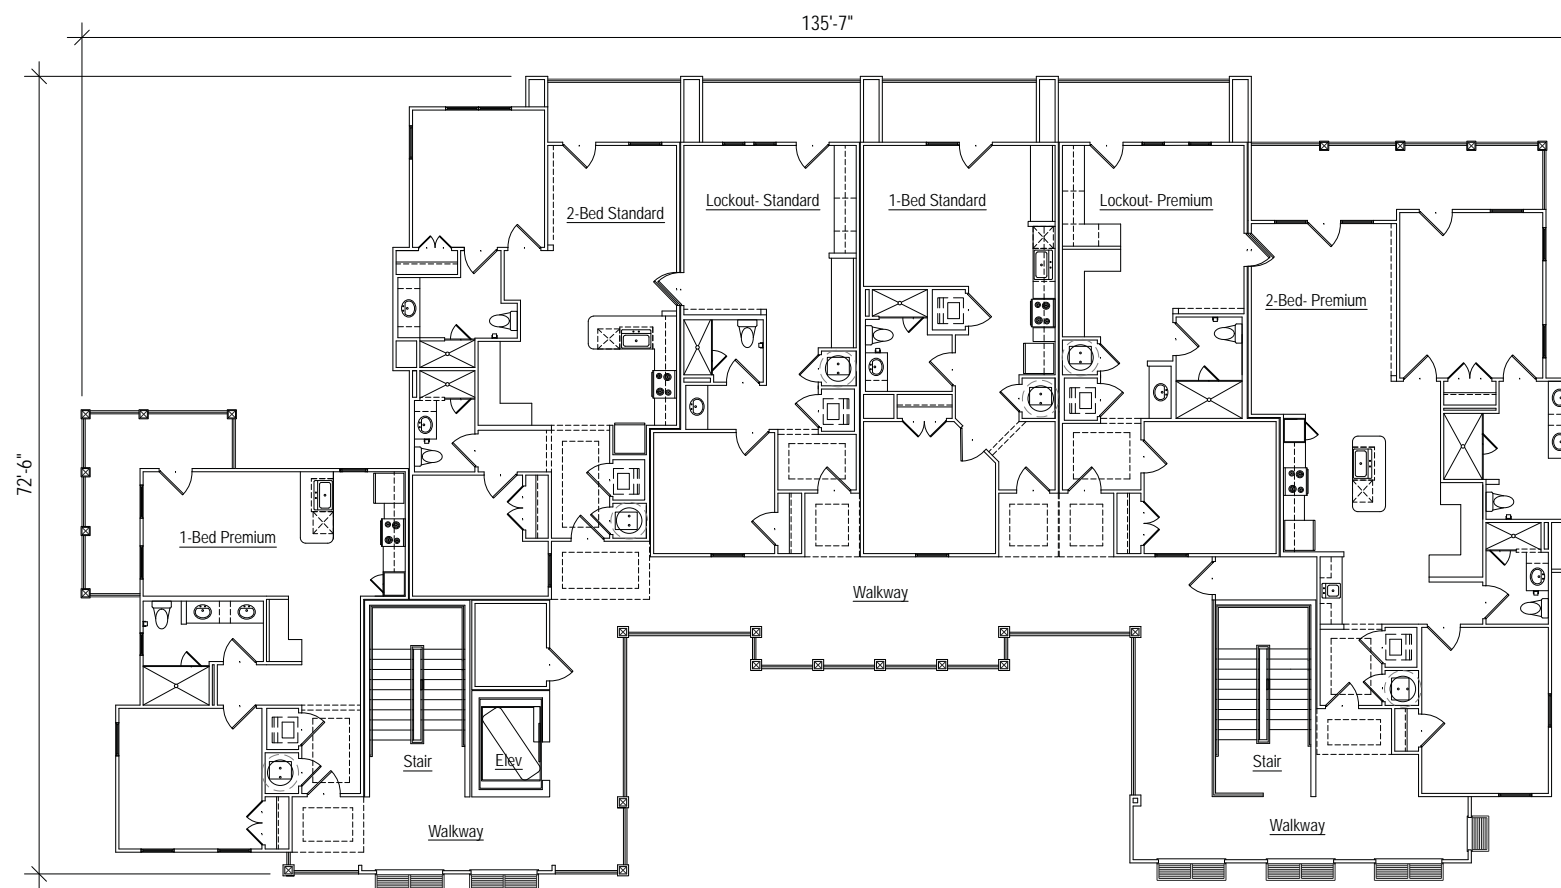 135'-7"
72'-6"
2-Bed Standard
Lockout- Standard
1-Bed Standard
Lockout- Premium
2-Bed- Premium
1-Bed Premium
Walkway
Stair
Elev
Stair
Walkway
Walkway